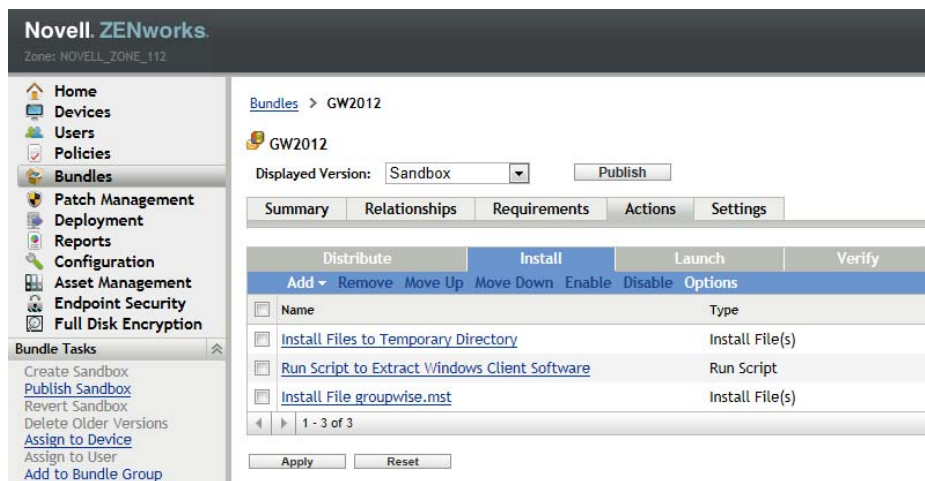 Novell. ZENworks.
Zone: NOVELL_ZONE_112
Home
Devices
Users
Policies
Bundles
Patch Management
Deployment
Reports
Configuration
Asset Management
Endpoint Security
Full Disk Encryption
Bundle Tasks
Create Sandbox
Publish Sandbox
Revert Sandbox
Delete Older Versions
Assign to Device
Assign to User
Add to Bundle Group
Bundles > GW2012
GW2012
Displayed Version: Sandbox Publish
Summary Relationships Requirements Actions Settings
Distribute Install Launch Verify
Add Remove Move Up Move Down Enable Disable Options
Name Type
Install Files to Temporary Directory Install File(s)
Run Script to Extract Windows Client Software Run Script
Install File groupwise.mst Install File(s)
1 - 3 of 3
Apply Reset